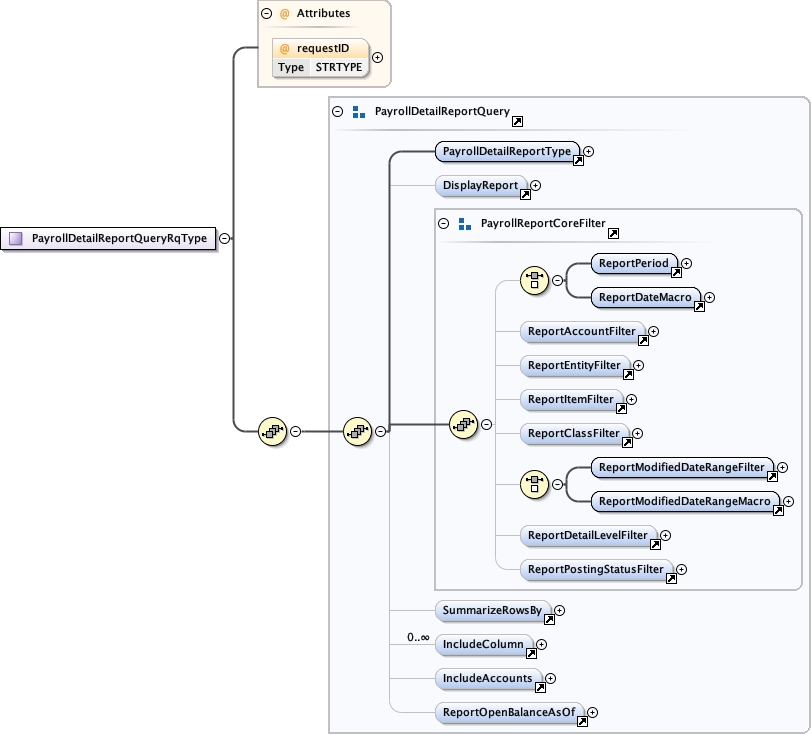 @ Attributes
@ requestID
Type STRTYPE
PayrollDetailReportQuery
PayrollDetailReportType
DisplayReport
PayrollReportCoreFilter
PayrollDetailReportQueryRqType
ReportPeriod
ReportDateMacro
ReportAccountFilter
ReportEntityFilter
ReportItemFilter
ReportClassFilter
ReportModifiedDateRangeFilter
ReportModifiedDateRangeMacro
ReportDetailLevelFilter
ReportPostingStatusFilter
SummarizeRowsBy
0..∞
IncludeColumn
IncludeAccounts
ReportOpenBalanceAsOf